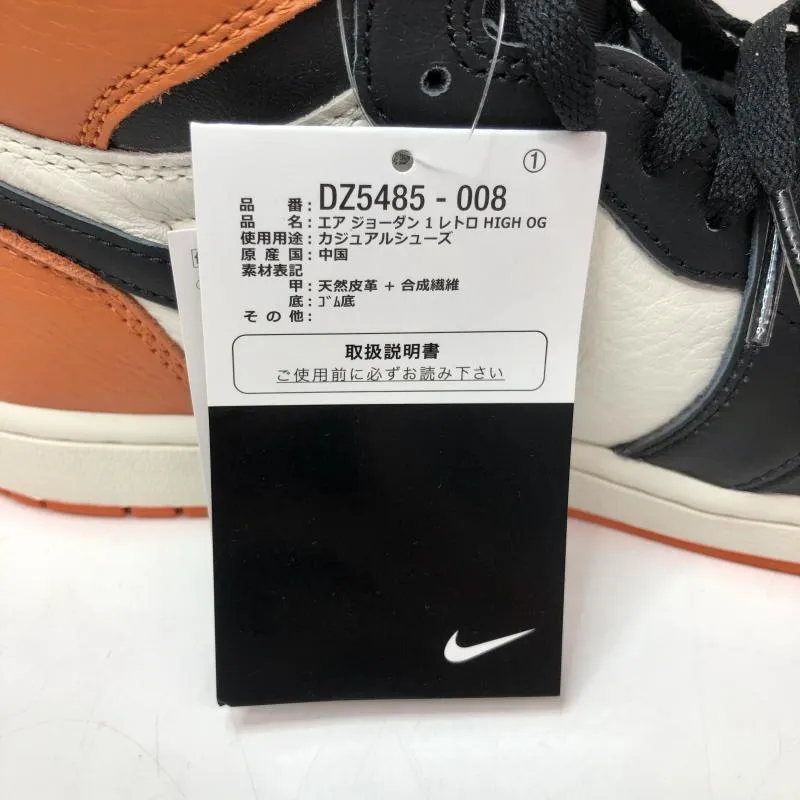 ①
品 番 : DZ5485 - 008
品 名 : エア ジョーダン 1 レトロ HIGH OG
使用用途 : カジュアルシューズ
原 産 国 : 中国
素材表記
甲 : 天然皮革 + 合成繊維
底 : ゴム底
そ の 他 :
取扱説明書
ご使用前に必ずお読み下さい